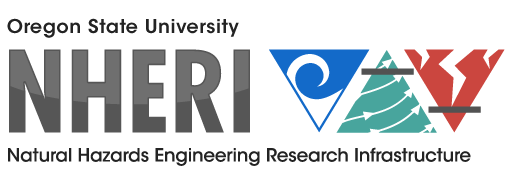 Oregon State University
NHERI
Natural Hazards Engineering Research Infrastructure